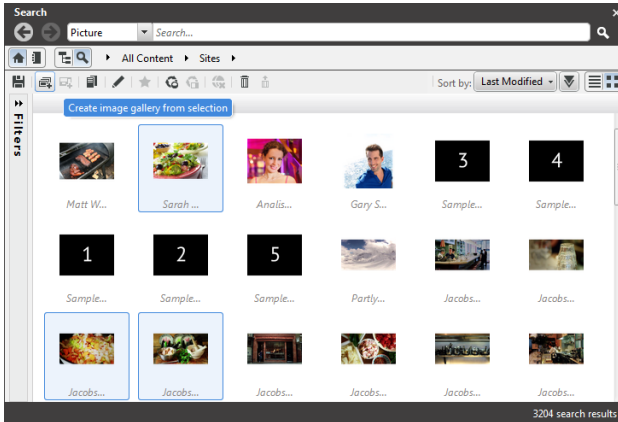 Search
Picture
Search...
All Content
Sites
Sort by:
Last Modified
Create image gallery from selection
Filters
3
4
Matt W...
Sarah ...
Analis...
Gary S...
Sample...
Sample...
1
2
5
Sample...
Sample...
Sample...
Partly...
Jacobs...
Jacobs...
Jacobs...
Jacobs...
Jacobs...
Jacobs...
Jacobs...
Jacobs...
3204 search results